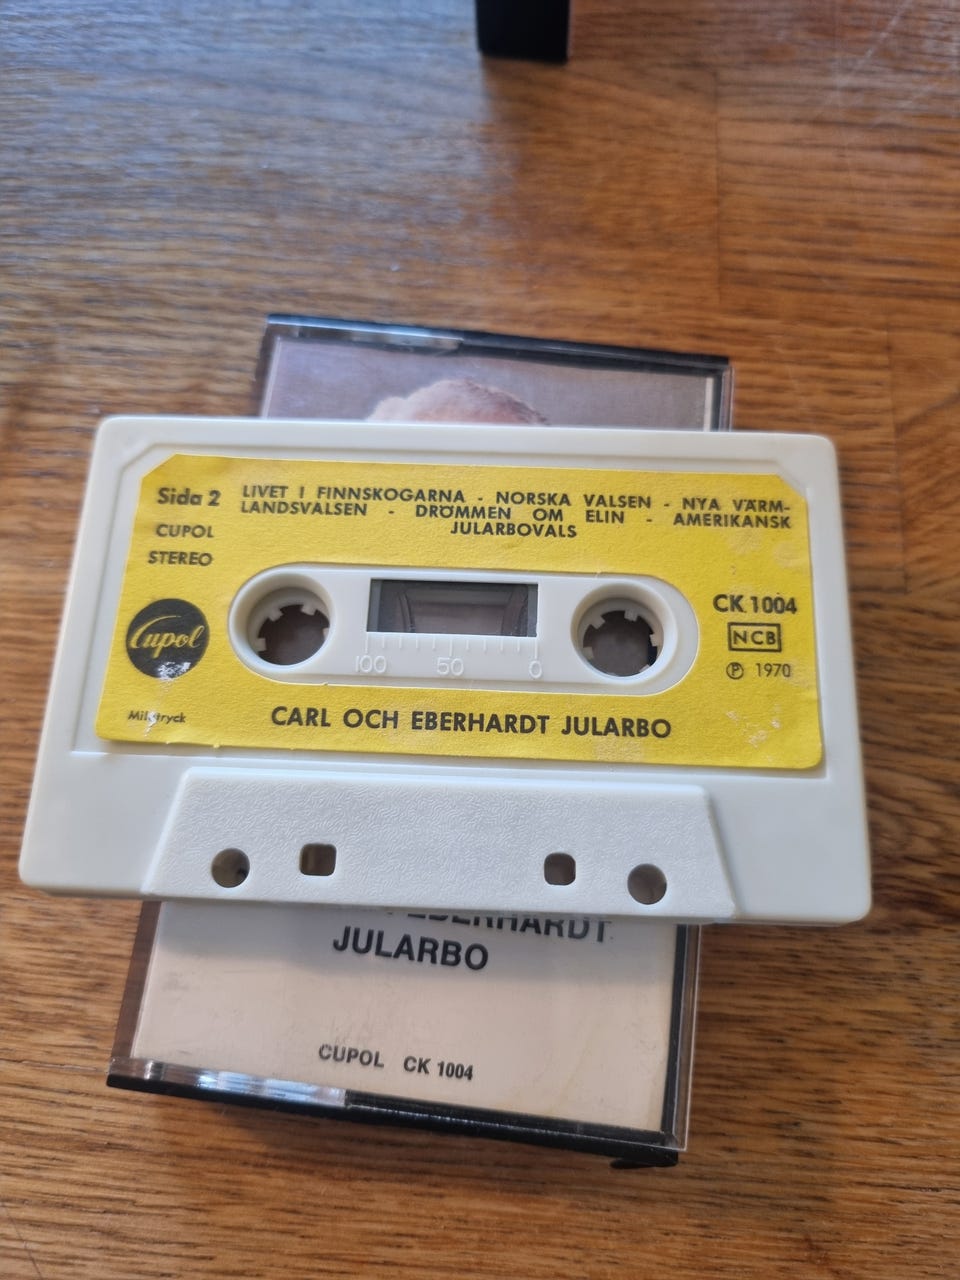 Sida 2
LIVET I FINNSKOGARNA - NORSKA VALSEN - NYA VÄRM-
LANDSVALSEN - DRÖMMEN OM ELIN - AMERIKANSK
JULARBOVALS
CUPOL
STEREO
Cupol
CK 1004
NCB
Ⓟ 1970
100 50 0
CARL OCH EBERHARDT JULARBO
EBERHARDT
JULARBO
CUPOL CK 1004